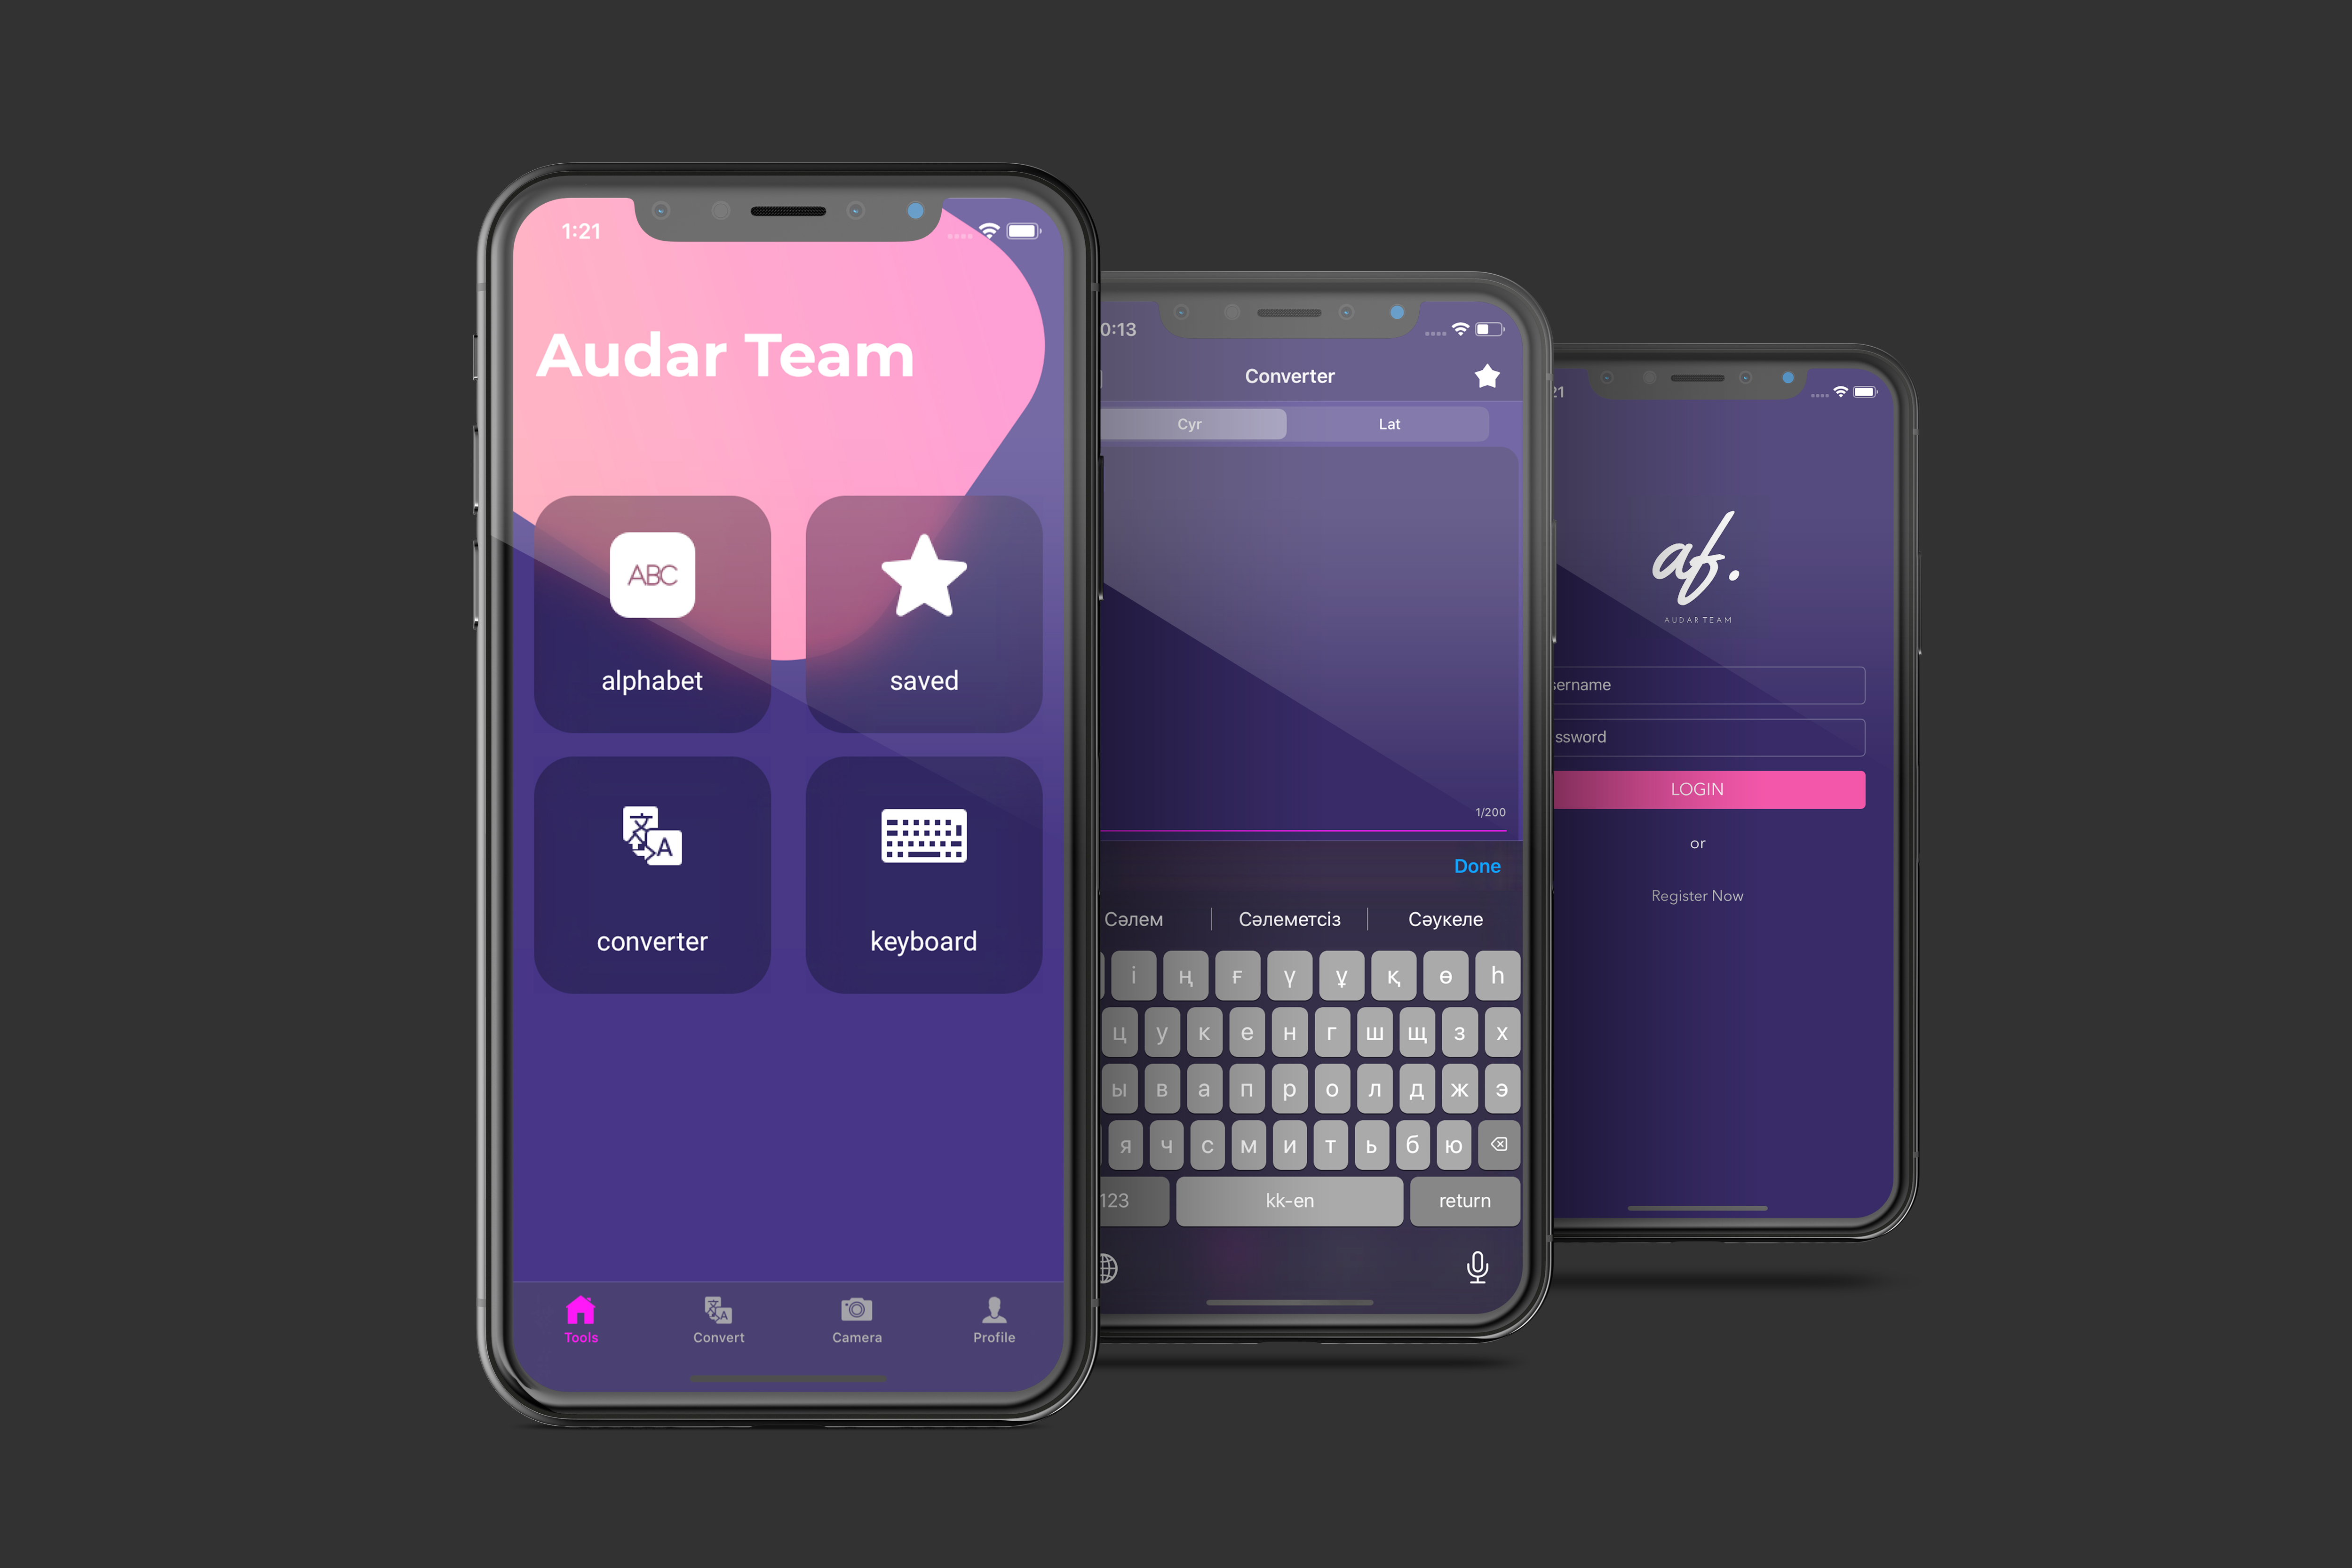 1:21
Audar Team
ABC
alphabet
saved
文 A
converter
keyboard
Tools
文 A
Convert
Camera
Profile
0:13
Converter
Cyr Lat
1/200
Done
Сәлем Сәлеметсіз Сәукеле
і ң ғ ү ұ қ ө һ
ц у к е н г ш щ з х
ы в а п р о л д ж э
я ч с м и т ь б ю
123 kk-en return
21
af.
AUDAR TEAM
sername
ssword
LOGIN
or
Register Now